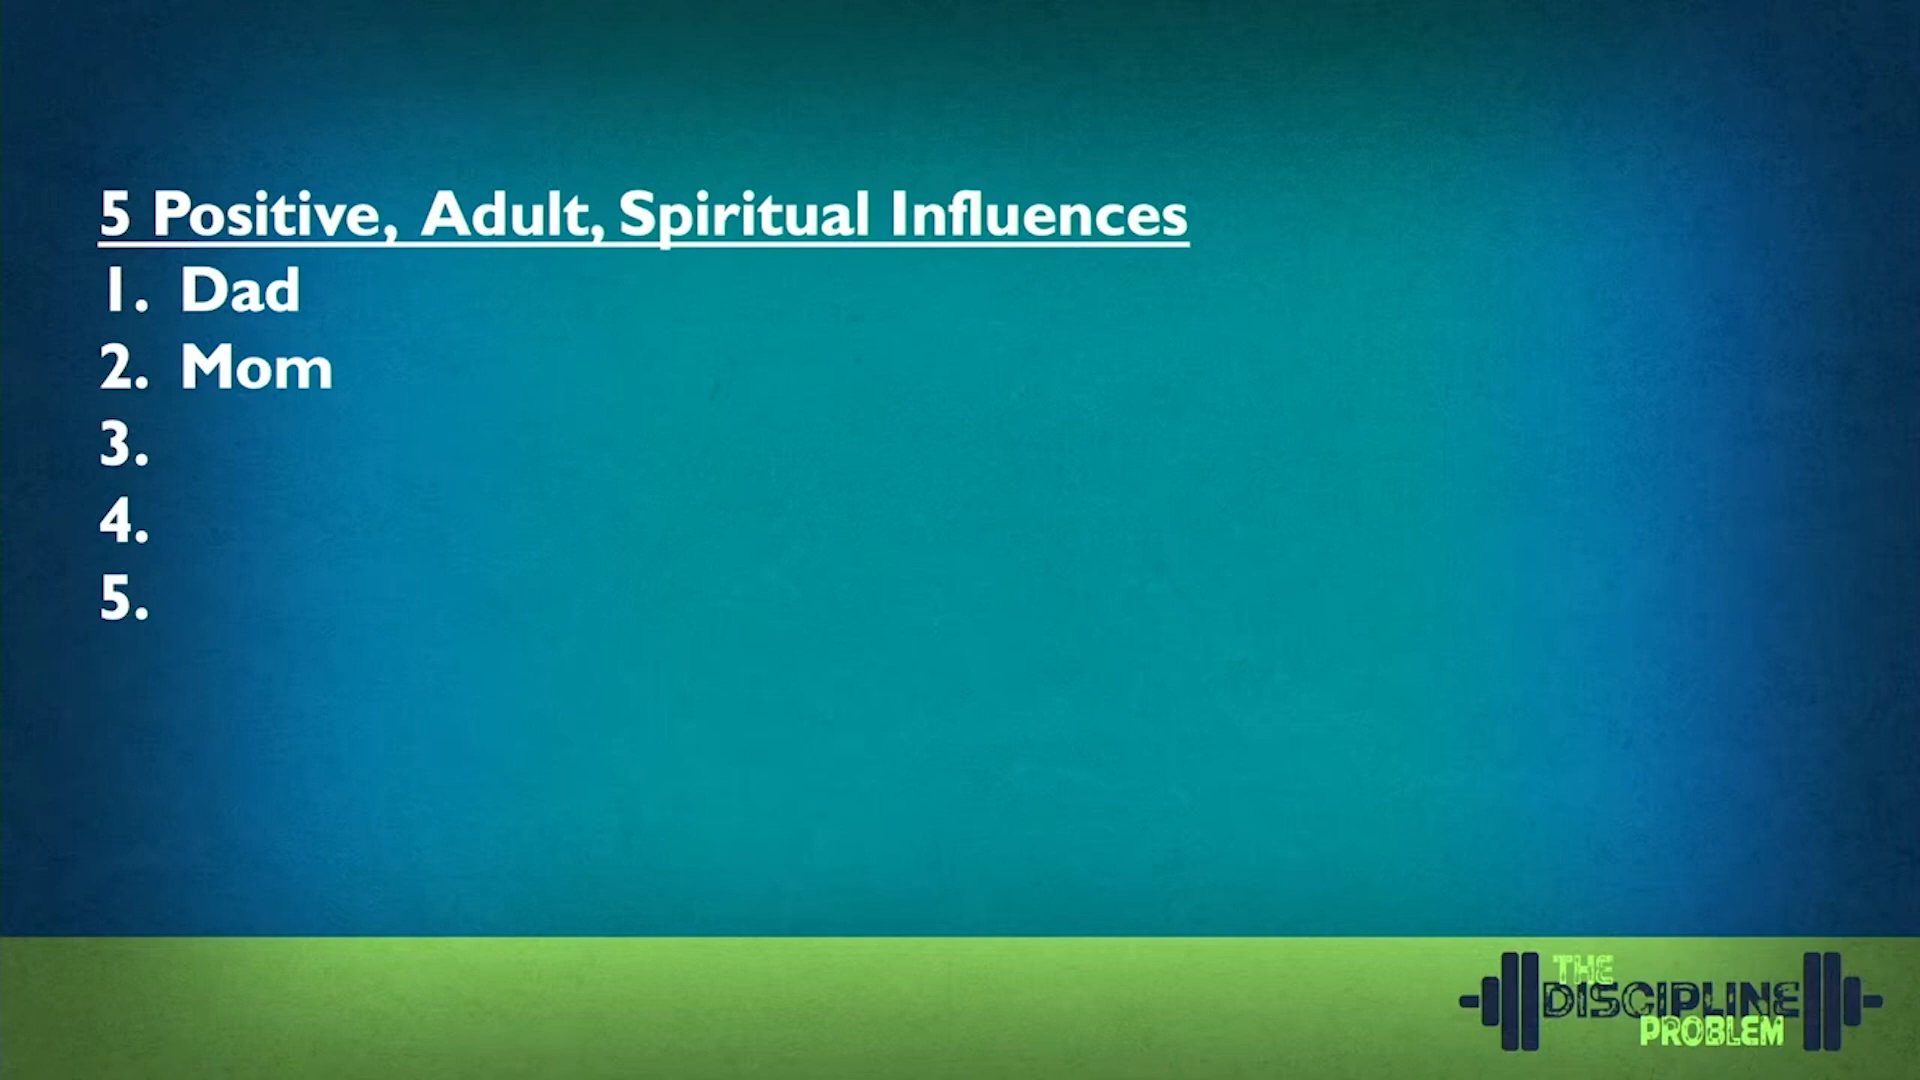 5 Positive, Adult, Spiritual Influences
1. Dad
2. Mom
3.
4.
5.
THE
DISCIPLINE
PROBLEM